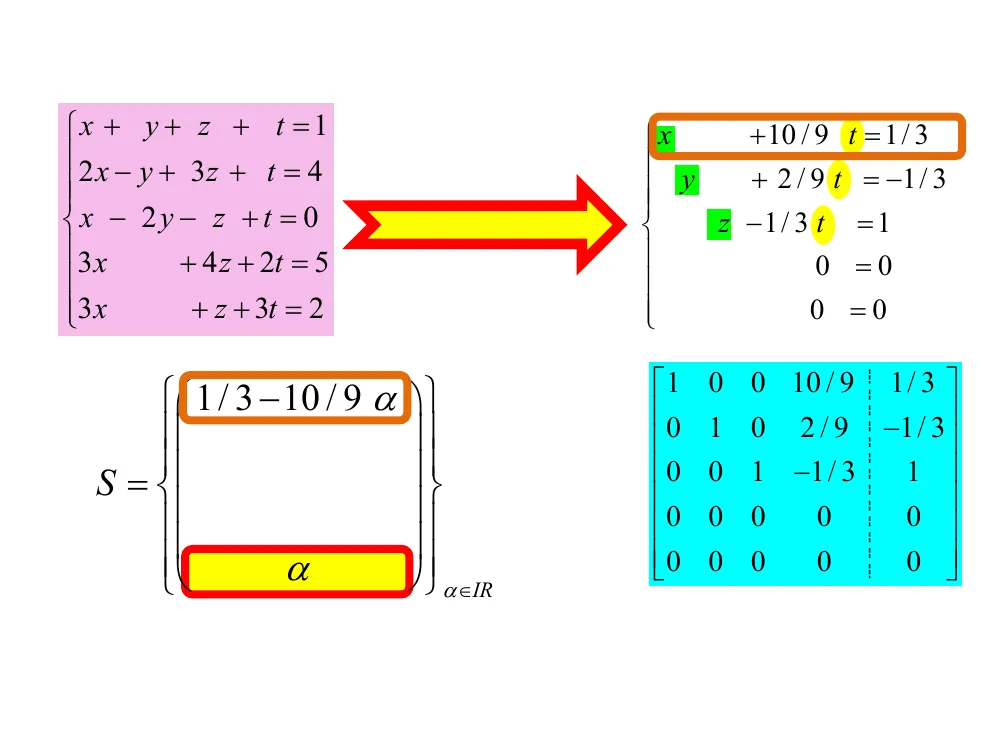 x + y + z + t = 1
2x − y + 3z + t = 4
x − 2y − z + t = 0
3x + 4z + 2t = 5
3x + z + 3t = 2
x +10/9 t = 1/3
y + 2/9 t = −1/3
z −1/3 t = 1
0 = 0
0 = 0
S = { ( 1/3 − 10/9 α
α ) } α∈IR
1 0 0 10/9 1/3
0 1 0 2/9 −1/3
0 0 1 −1/3 1
0 0 0 0 0
0 0 0 0 0